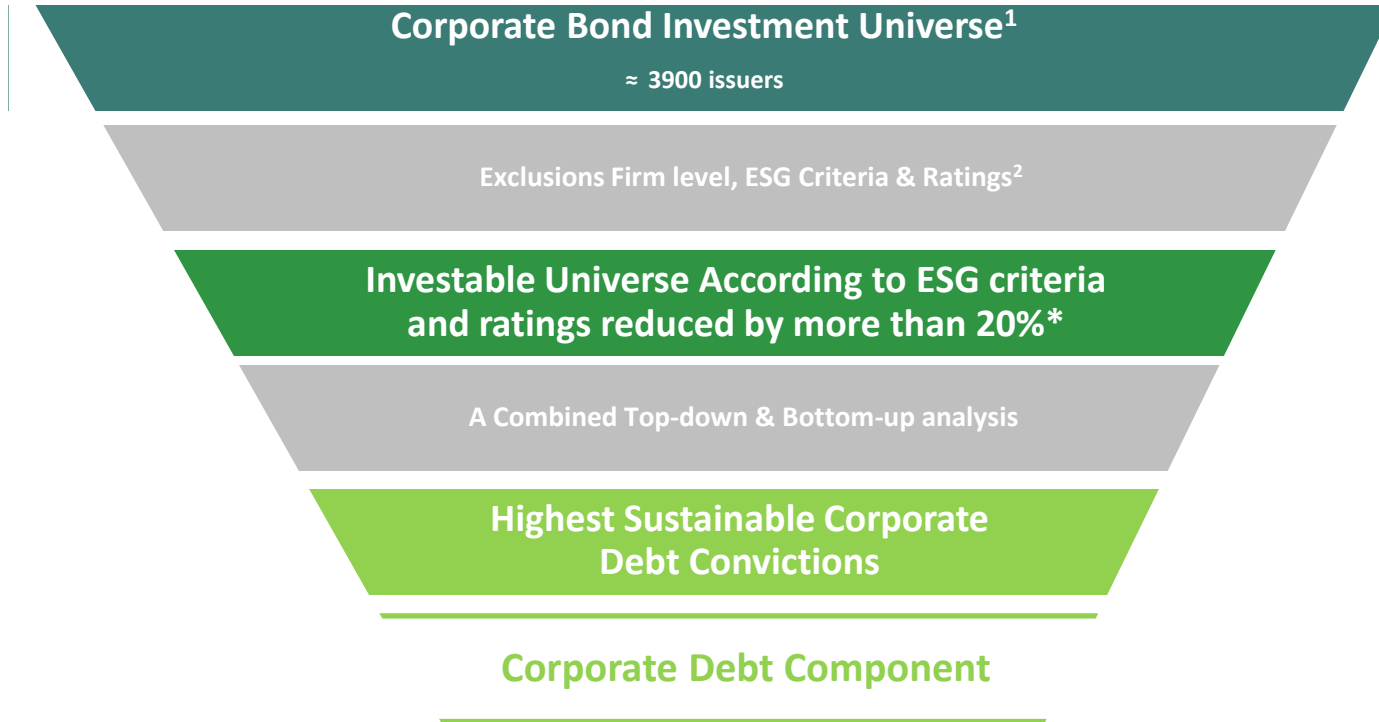 Corporate Bond Investment Universe¹
≈ 3900 issuers
Exclusions Firm level, ESG Criteria & Ratings²
Investable Universe According to ESG criteria
and ratings reduced by more than 20%*
A Combined Top-down & Bottom-up analysis
Highest Sustainable Corporate
Debt Convictions
Corporate Debt Component